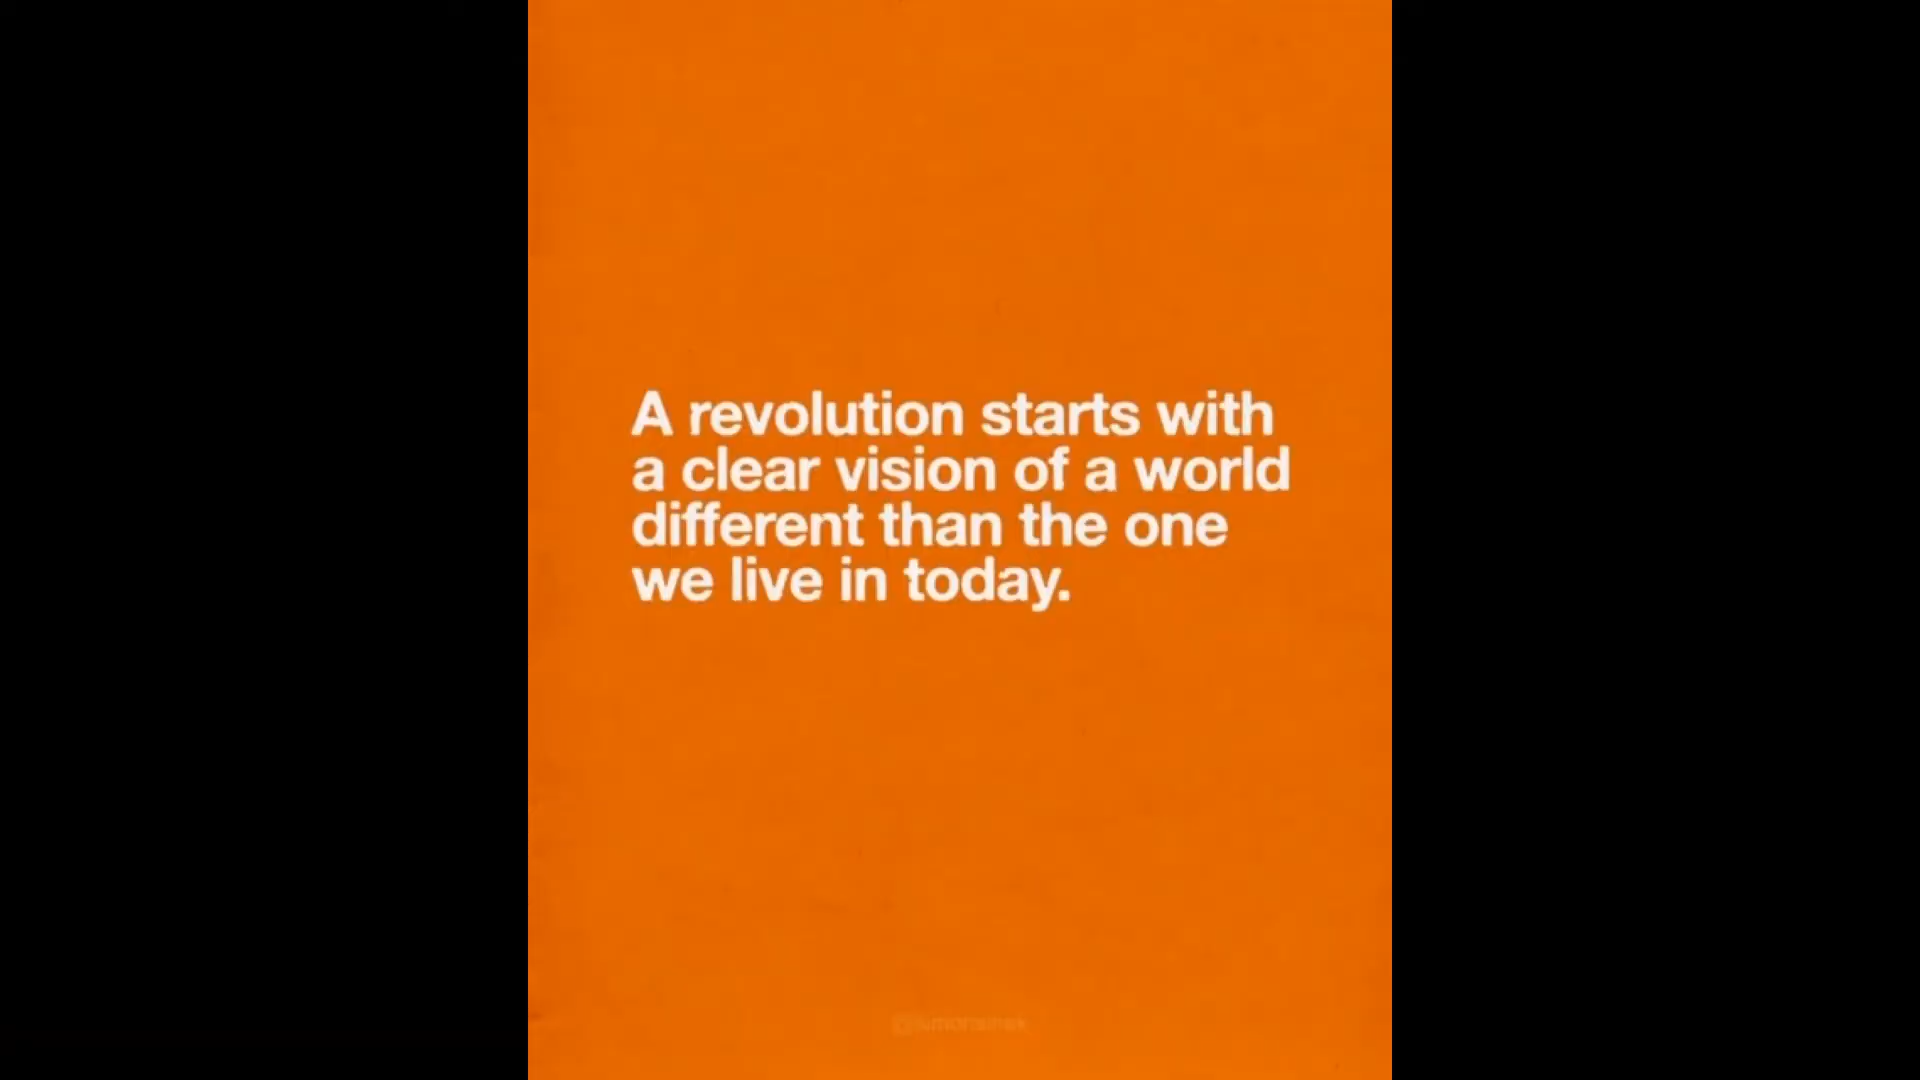 A revolution starts with
a clear vision of a world
different than the one
we live in today.